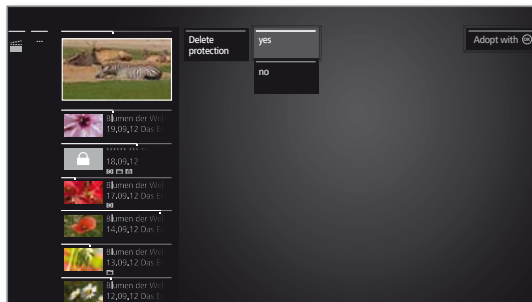 Delete protection
yes
no
Adopt with OK
Blumen der Wel
19.09.12 Das E
18.09.12
Blumen der Wel
17.09.12 Das E
Blumen der Wel
14.09.12 Das E
Blumen der Wel
13.09.12 Das E
Blumen der Wel
12.09.12 Das E